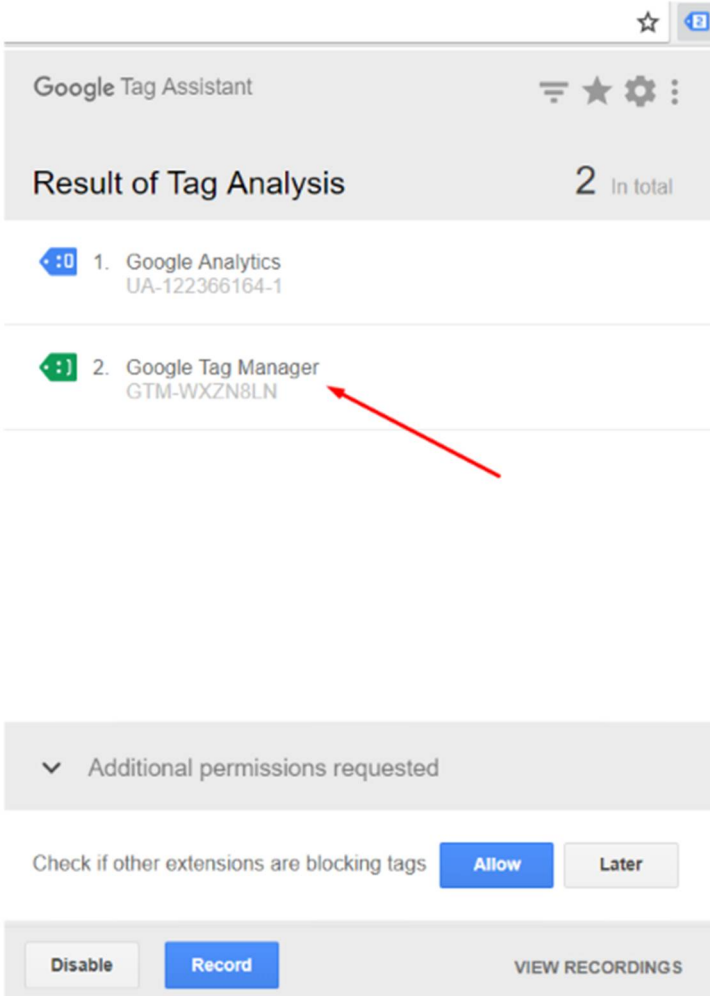 2
Google Tag Assistant
Result of Tag Analysis 2 In total
:0 1. Google Analytics
UA-122366164-1
:) 2. Google Tag Manager
GTM-WXZN8LN
Additional permissions requested
Check if other extensions are blocking tags Allow Later
Disable Record VIEW RECORDINGS